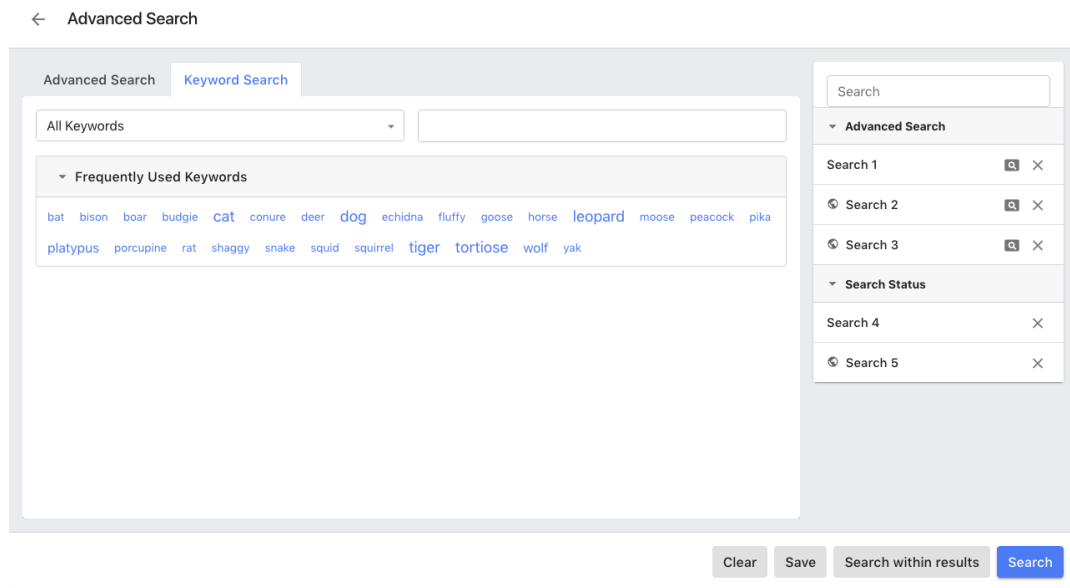 Advanced Search
Advanced Search Keyword Search
All Keywords
Frequently Used Keywords
bat bison boar budgie cat conure deer dog echidna fluffy goose horse leopard moose peacock pika
platypus porcupine rat shaggy snake squid squirrel tiger tortiose wolf yak
Search
Advanced Search
Search 1
Search 2
Search 3
Search Status
Search 4
Search 5
Clear Save Search within results Search